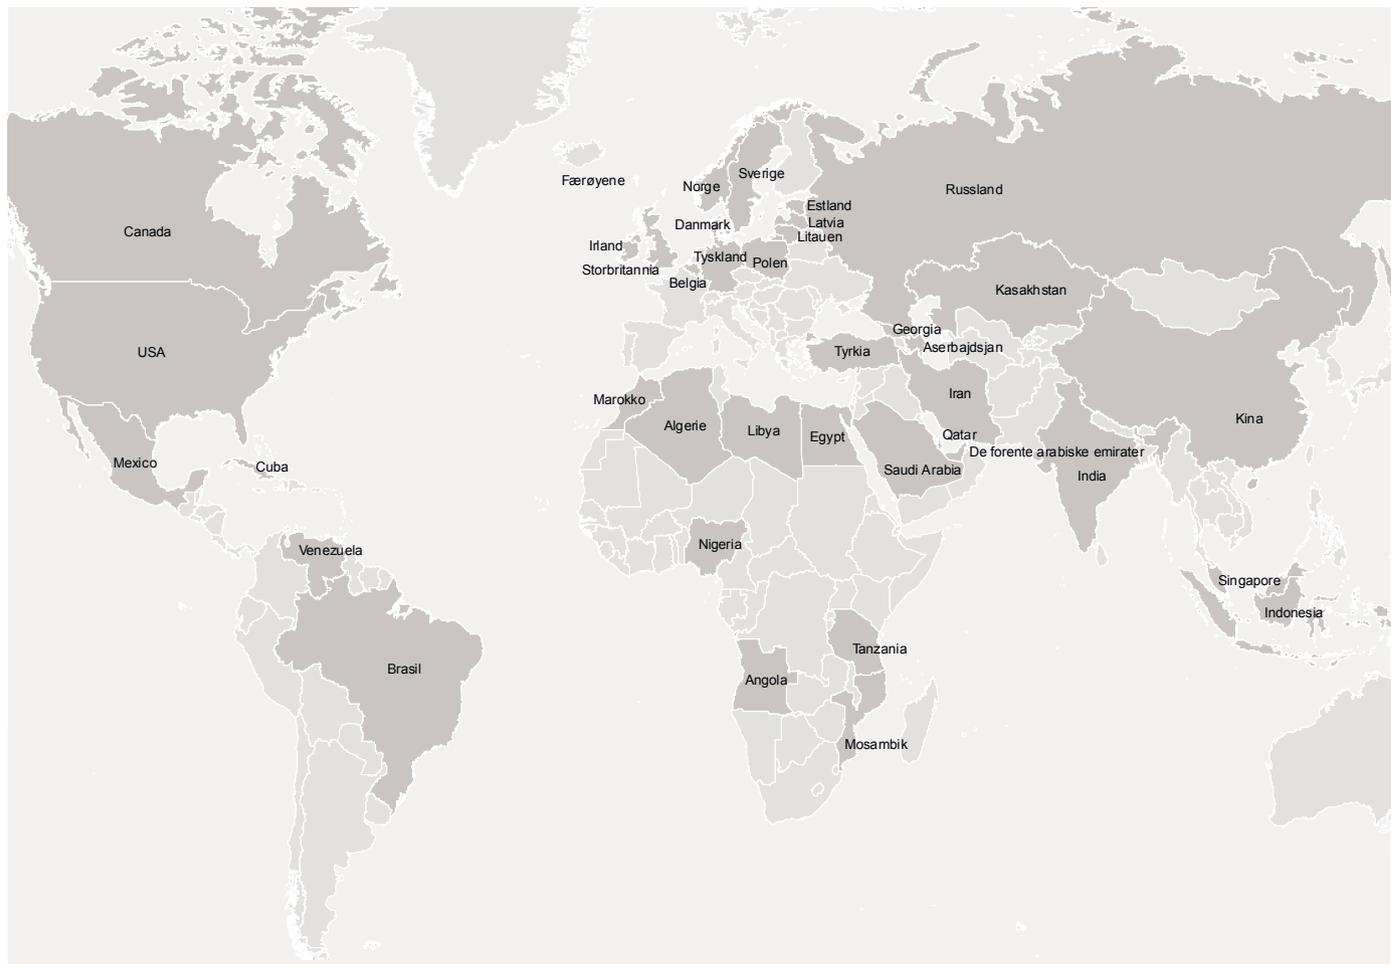 Sverige
Færøyene
Norge
Russland
Estland
Latvia
Danmark
Canada
Litauen
Irland
Tyskland
Polen
Storbritannia
Belgia
Kasakhstan
Georgia
Aserbajdsjan
USA
Tyrkia
Iran
Marokko
Kina
Algerie
Libya
Egypt
Qatar
De forente arabiske emirater
Mexico
Cuba
Saudi Arabia
India
Nigeria
Venezuela
Singapore
Indonesia
Tanzania
Brasil
Angola
Mosambik